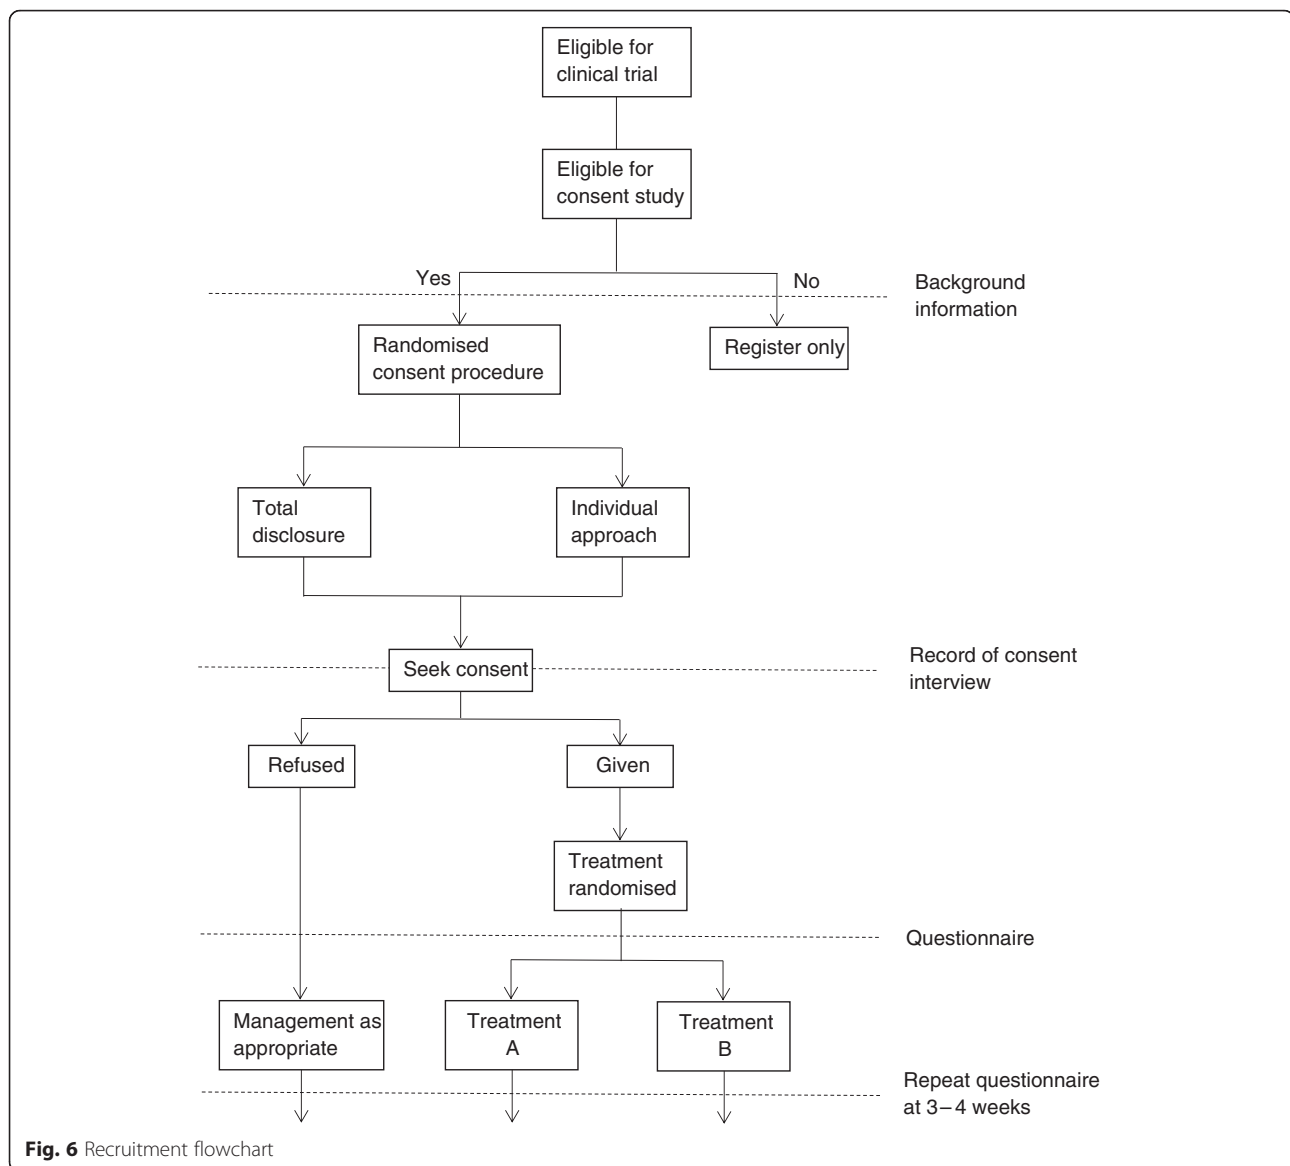 Eligible for
clinical trial
Eligible for
consent study
Yes
No
Background
information
Randomised
consent procedure
Register only
Total
disclosure
Individual
approach
Seek consent
Record of consent
interview
Refused
Given
Treatment
randomised
Questionnaire
Management as
appropriate
Treatment
A
Treatment
B
Repeat questionnaire
at 3–4 weeks
Fig. 6 Recruitment flowchart